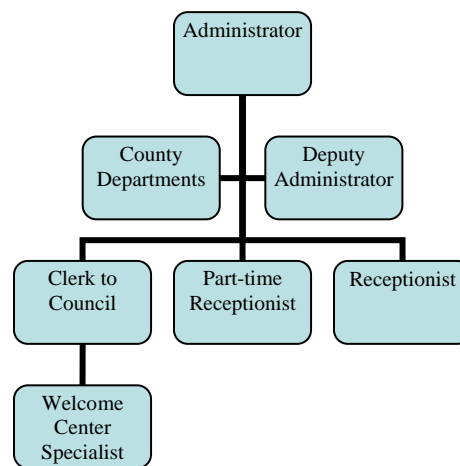 Administrator
County
Departments
Deputy
Administrator
Clerk to
Council
Part-time
Receptionist
Receptionist
Welcome
Center
Specialist